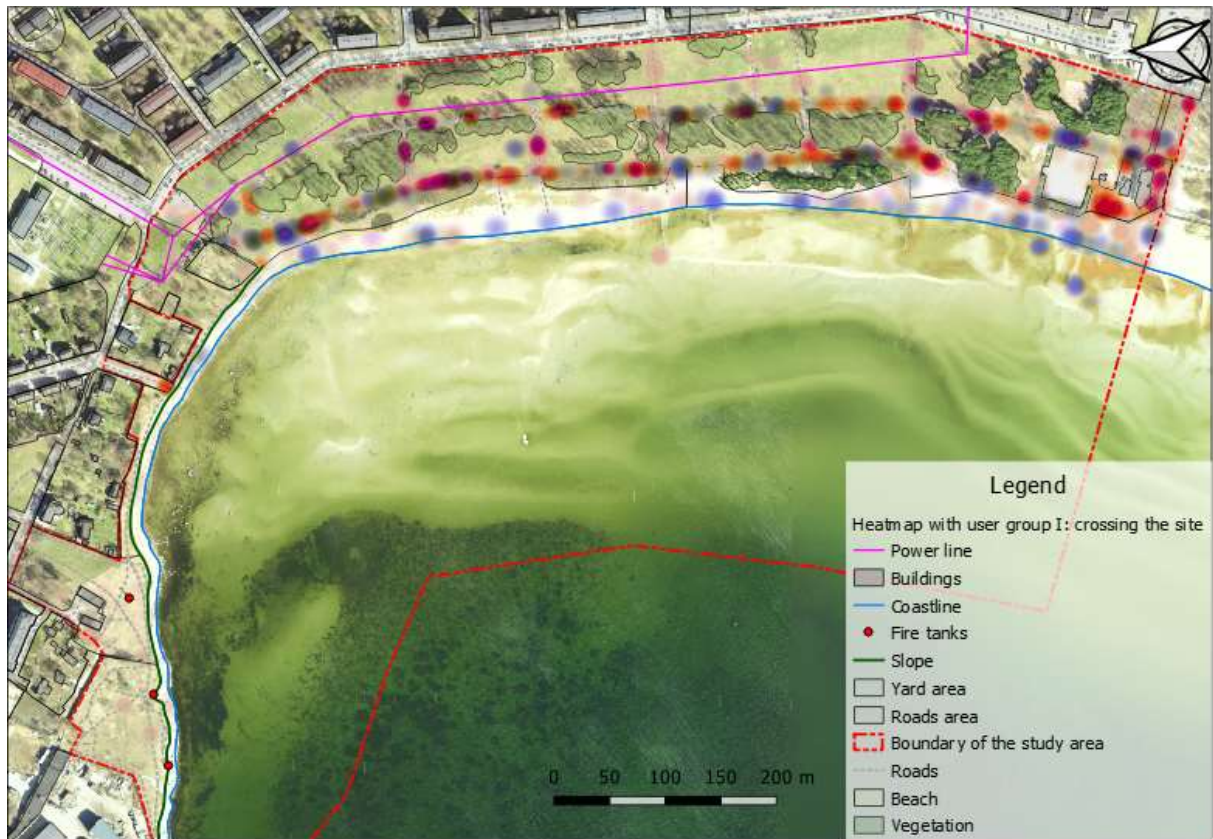 Legend
Heatmap with user group I: crossing the site
Power line
Buildings
Coastline
Fire tanks
Slope
Yard area
Roads area
Boundary of the study area
Roads
Beach
Vegetation
0 50 100 150 200 m